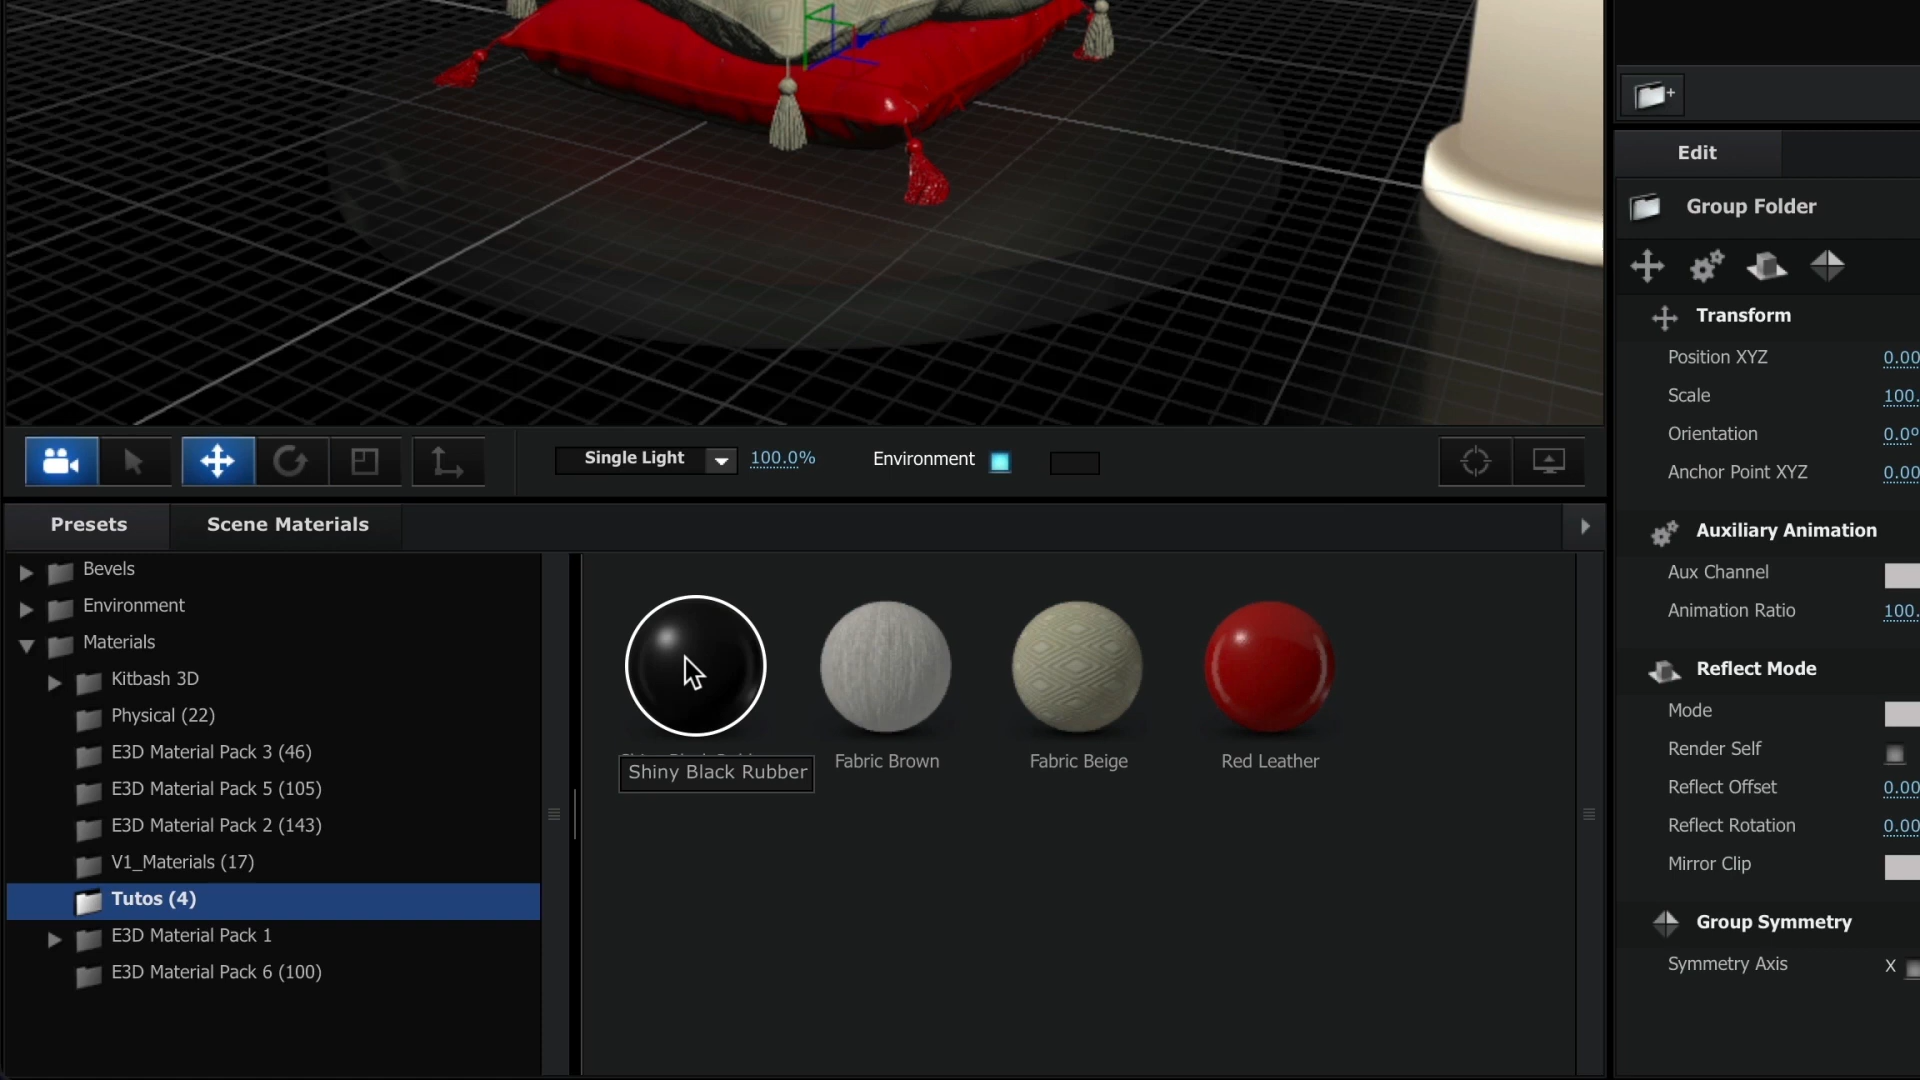 Edit
Group Folder
Transform
Position XYZ 0.00
Scale 100.
Orientation 0.0°
Anchor Point XYZ 0.00
Auxiliary Animation
Aux Channel
Animation Ratio 100.
Reflect Mode
Mode
Render Self
Reflect Offset 0.00
Reflect Rotation 0.00
Mirror Clip
Group Symmetry
Symmetry Axis X
Single Light 100.0% Environment
Presets Scene Materials
Bevels
Environment
Materials
Kitbash 3D
Physical (22)
E3D Material Pack 3 (46)
E3D Material Pack 5 (105)
E3D Material Pack 2 (143)
V1_Materials (17)
Tutos (4)
E3D Material Pack 1
E3D Material Pack 6 (100)
Shiny Black Rubber
Fabric Brown
Fabric Beige
Red Leather